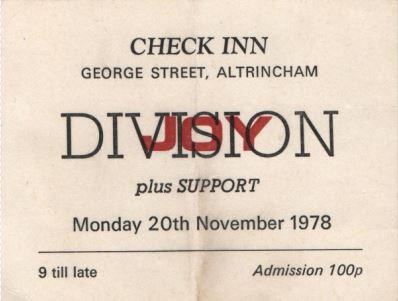 CHECK INN
GEORGE STREET, ALTRINCHAM
JOY
DIVISION
plus SUPPORT
Monday 20th November 1978
9 till late Admission 100p